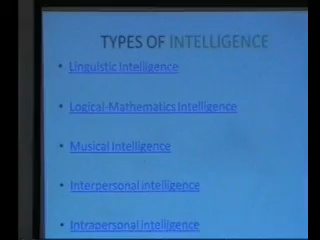 TYPES OF INTELLIGENCE
• Linguistic Intelligence
• Logical-Mathematics Intelligence
• Musical Intelligence
• Interpersonal intelligence
• Intrapersonal intelligence